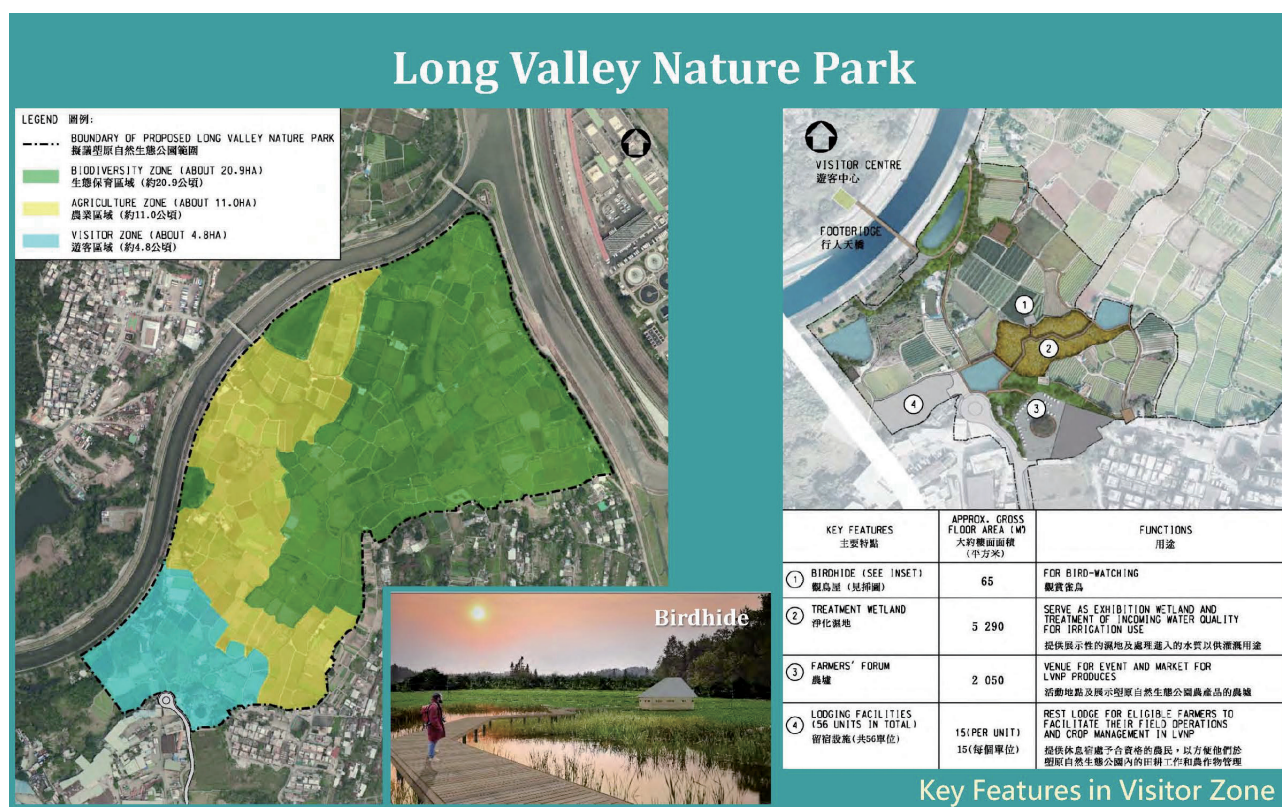 Long Valley Nature Park
LEGEND 圖例:
BOUNDARY OF PROPOSED LONG VALLEY NATURE PARK
擬議塱原自然生態公園範圍
BIODIVERSITY ZONE (ABOUT 20.9HA)
生態保育區域 (約20.9公頃)
AGRICULTURE ZONE (ABOUT 11.0HA)
農業區域 (約11.0公頃)
VISITOR ZONE (ABOUT 4.8HA)
遊客區域 (約4.8公頃)
Birdhide
VISITOR CENTRE
遊客中心
FOOTBRIDGE
行人天橋
1
2
3
4
KEY FEATURES
主要特點
APPROX. GROSS
FLOOR AREA (㎡)
大約樓面面積
(平方米)
FUNCTIONS
用途
1 BIRDHIDE (SEE INSET)
觀鳥屋 (見插圖)
65
FOR BIRD-WATCHING
觀賞雀鳥
2 TREATMENT WETLAND
淨化濕地
5 290
SERVE AS EXHIBITION WETLAND AND
TREATMENT OF INCOMING WATER QUALITY
FOR IRRIGATION USE
提供展示性的濕地及處理進入的水質以供灌溉用途
3 FARMERS' FORUM
農墟
2 050
VENUE FOR EVENT AND MARKET FOR
LVNP PRODUCES
活動地點及展示塱原自然生態公園農產品的農墟
4 LODGING FACILITIES
(56 UNITS IN TOTAL)
留宿設施 (共56單位)
15(PER UNIT)
15(每個單位)
REST LODGE FOR ELIGIBLE FARMERS TO
FACILITATE THEIR FIELD OPERATIONS
AND CROP MANAGEMENT IN LVNP
提供休息宿處予合資格的農民，以方便他們於
塱原自然生態公園內的田耕工作和農作物管理
Key Features in Visitor Zone